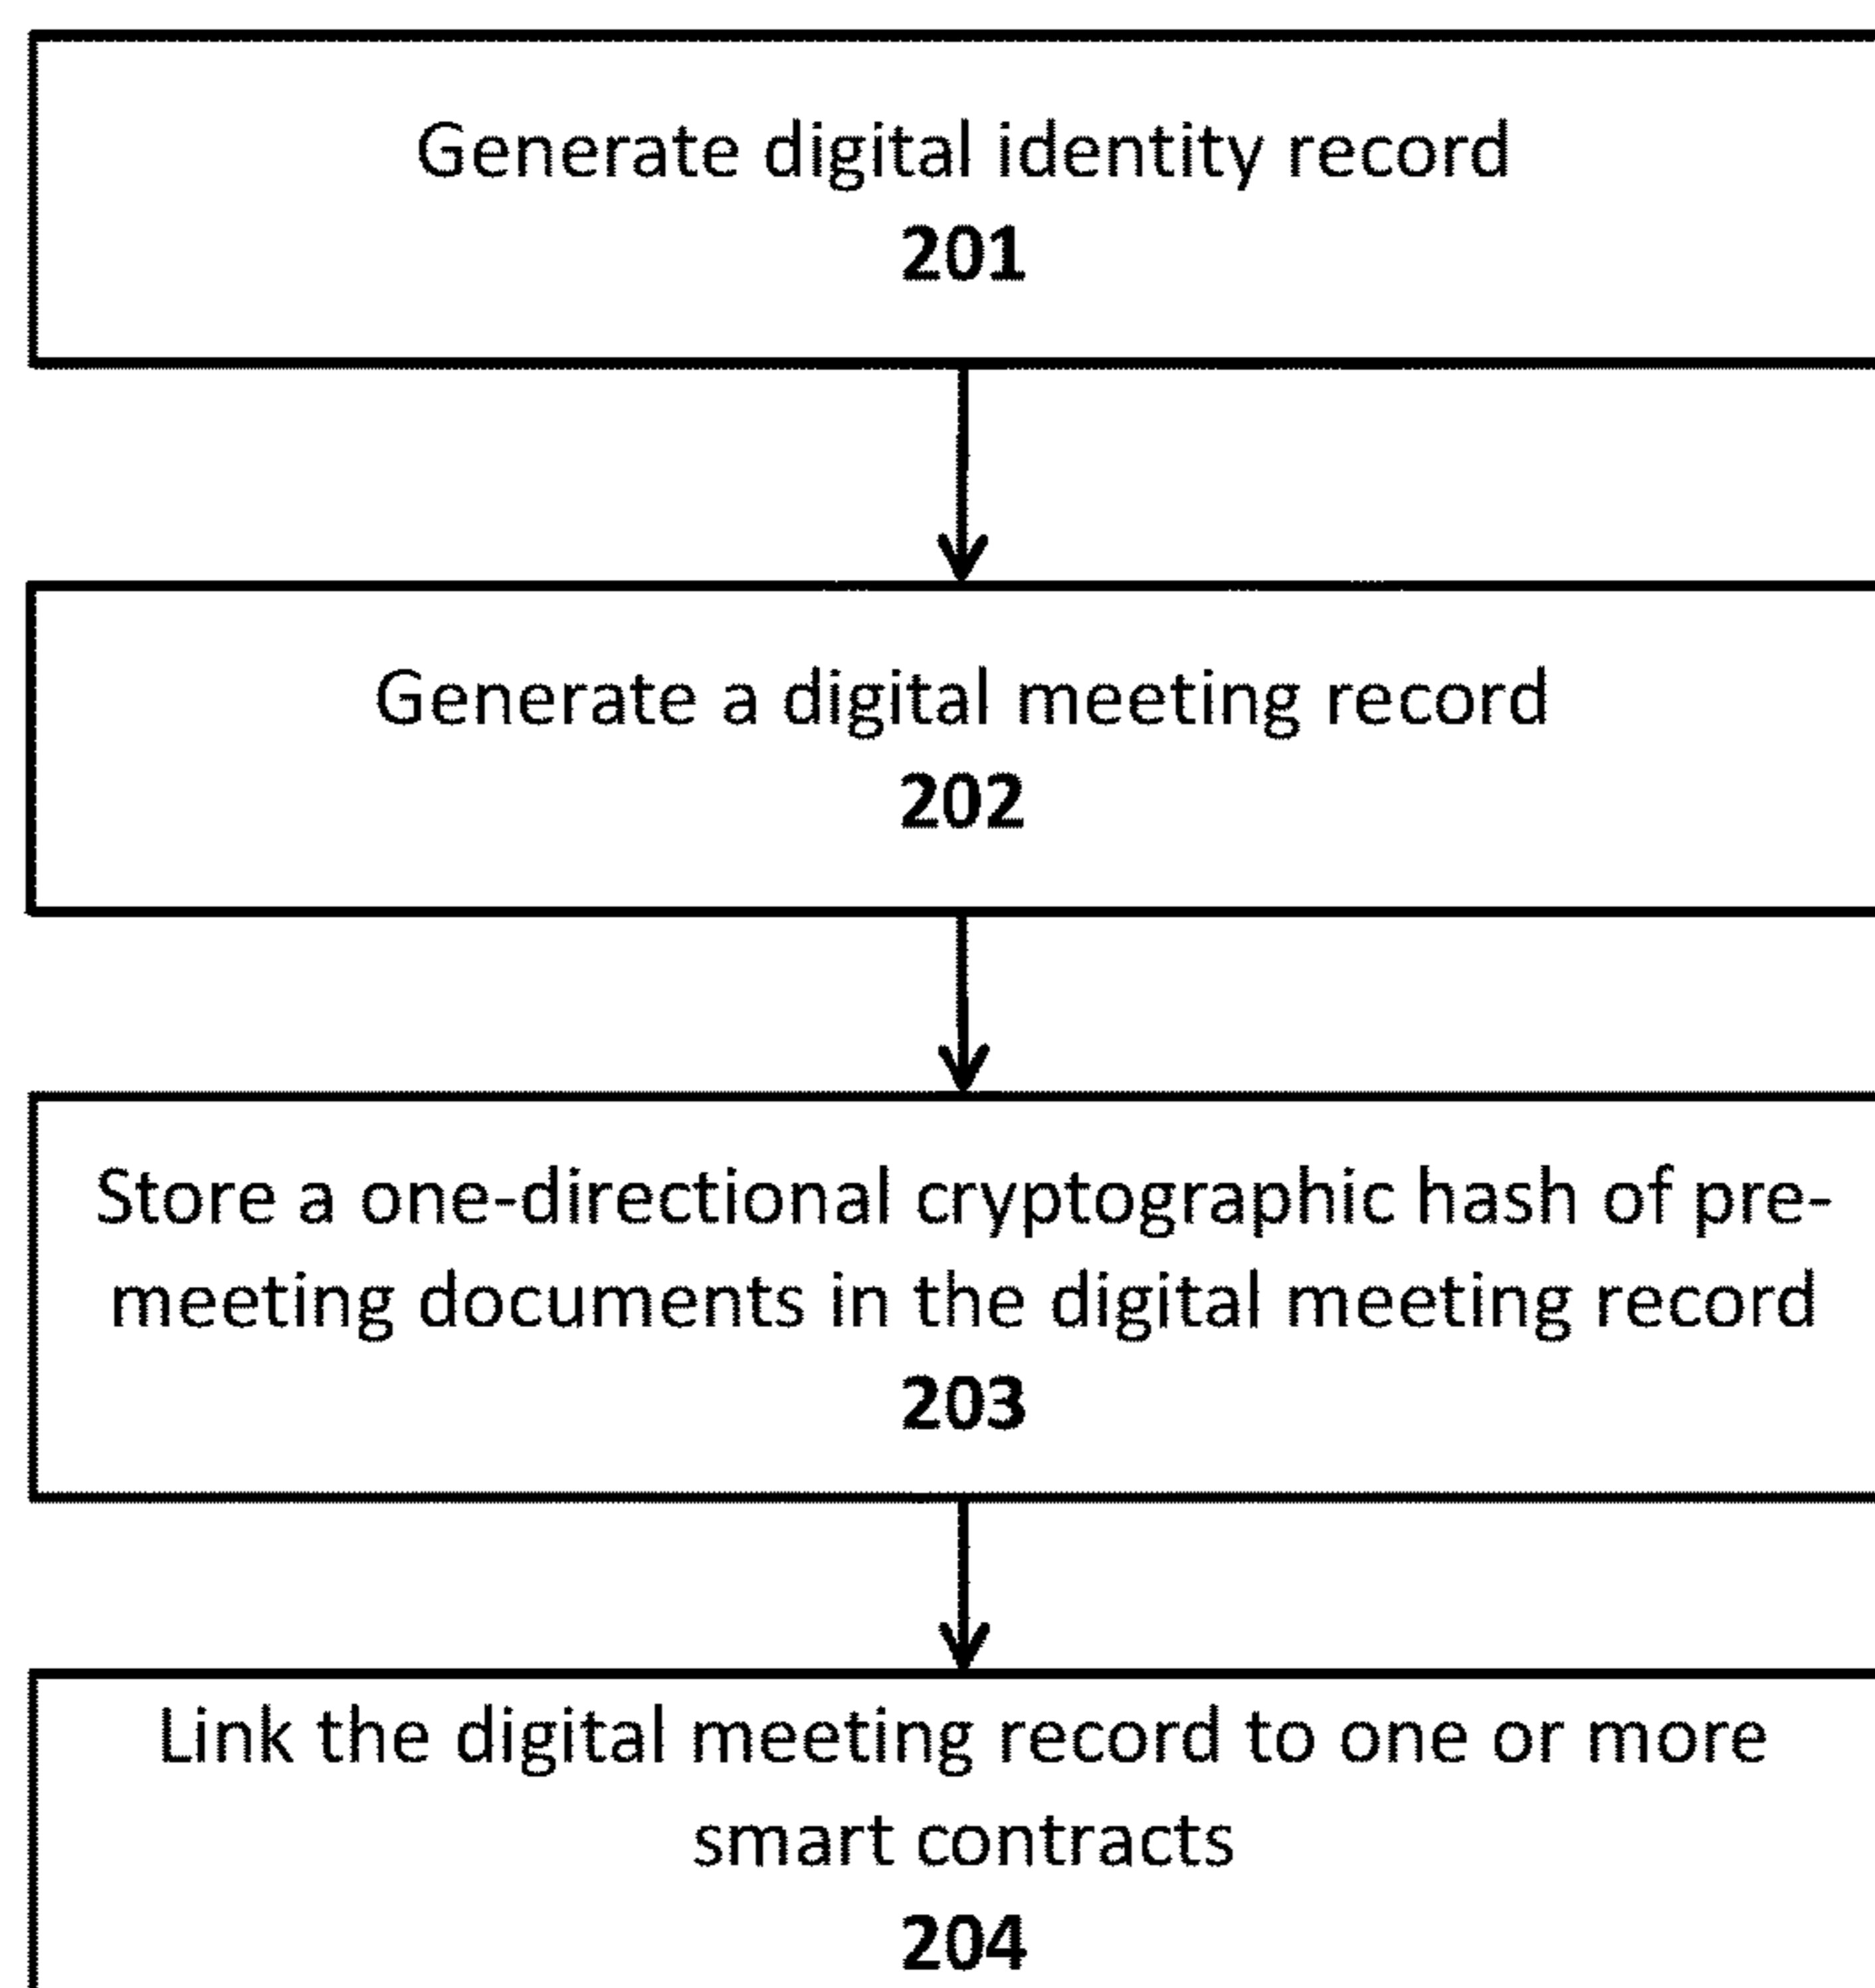 Generate digital identity record
201
Generate a digital meeting record
202
Store a one-directional cryptographic hash of pre-
meeting documents in the digital meeting record
203
Link the digital meeting record to one or more
smart contracts
204